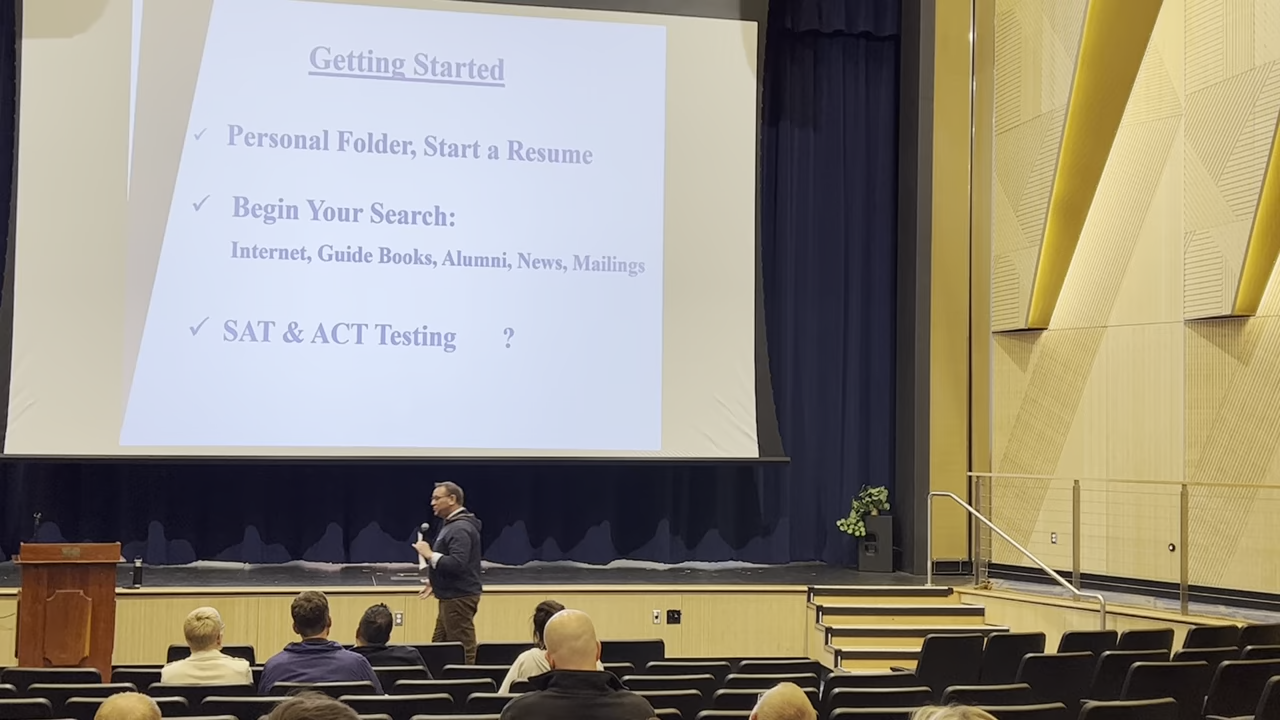 Getting Started
✓ Personal Folder, Start a Resume
✓ Begin Your Search:
Internet, Guide Books, Alumni, News, Mailings
✓ SAT & ACT Testing ?